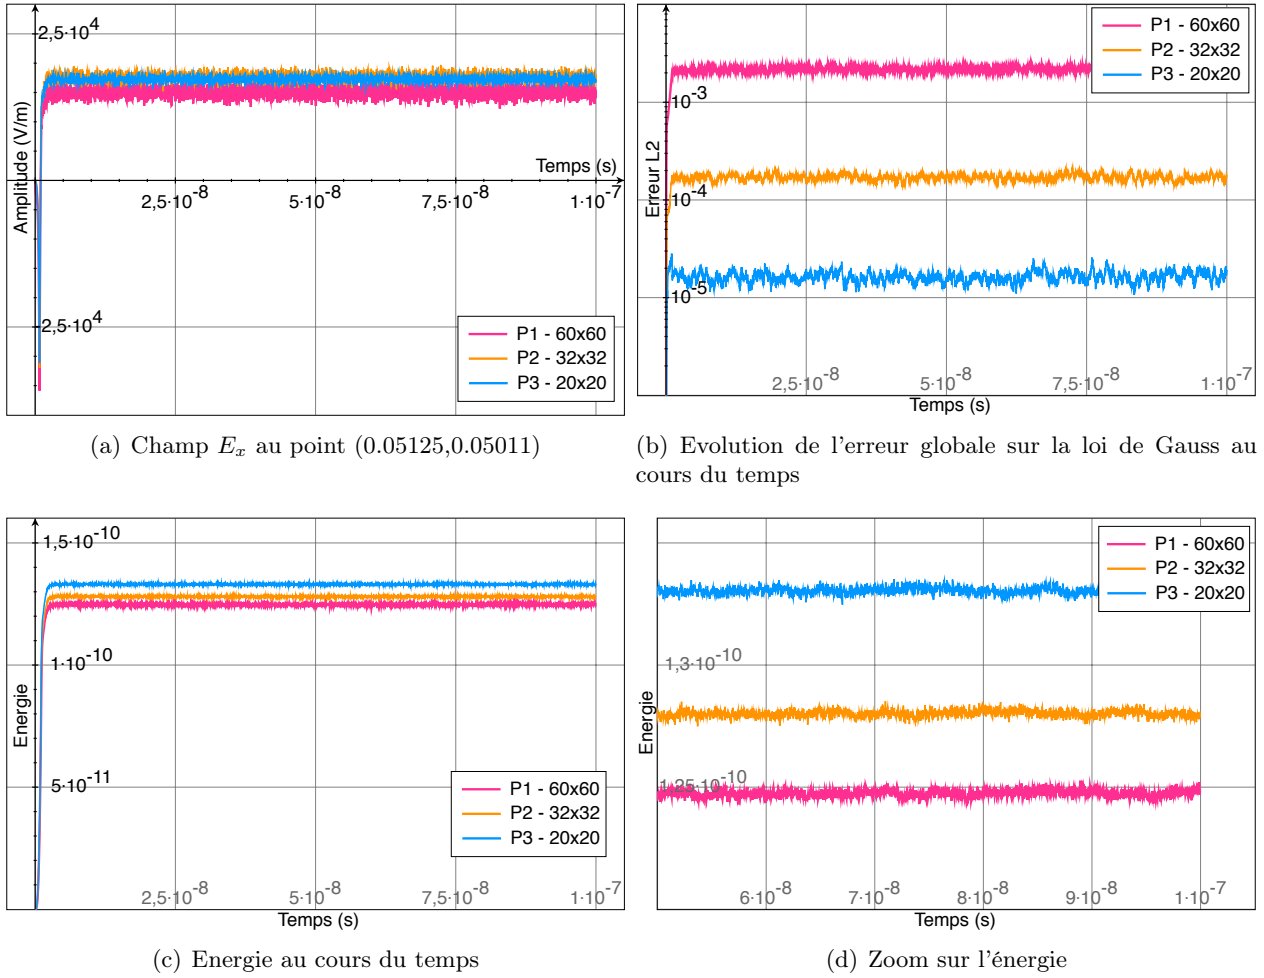 2,5·10^4
Amplitude (V/m)
Temps (s)
2,5·10^-8
5·10^-8
7,5·10^-8
1·10^-7
2,5·10^4
P1 - 60x60
P2 - 32x32
P3 - 20x20
(a) Champ E_x au point (0.05125,0.05011)
P1 - 60x60
P2 - 32x32
P3 - 20x20
10^-3
Erreur L2
10^-4
10^-5
2,5·10^-8
5·10^-8
7,5·10^-8
1·10^-7
Temps (s)
(b) Evolution de l'erreur globale sur la loi de Gauss au
cours du temps
1,5·10^-10
1·10^-10
Energie
5·10^-11
P1 - 60x60
P2 - 32x32
P3 - 20x20
2,5·10^-8
5·10^-8
7,5·10^-8
1·10^-7
Temps (s)
(c) Energie au cours du temps
P1 - 60x60
P2 - 32x32
P3 - 20x20
1,3·10^-10
Energie
1,25·10^-10
6·10^-8
7·10^-8
8·10^-8
9·10^-8
1·10^-7
Temps (s)
(d) Zoom sur l'énergie